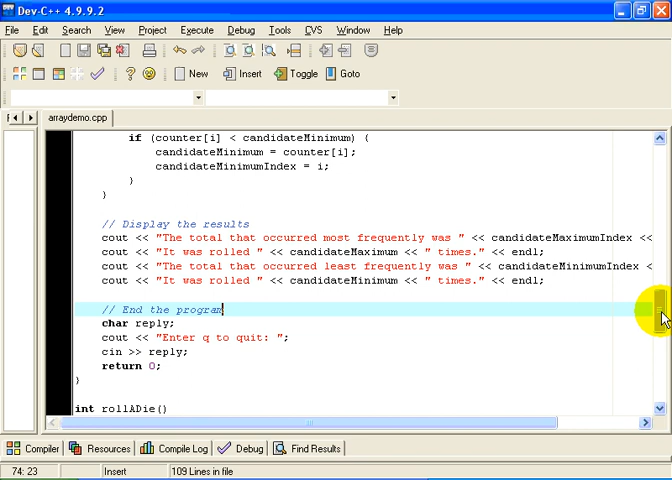 Dev-C++ 4.9.9.2
File Edit Search View Project Execute Debug Tools CVS Window Help
New Insert Toggle Goto
arraydemo.cpp
if (counter[i] < candidateMinimum) {
candidateMinimum = counter[i];
candidateMinimumIndex = i;
}
}
// Display the results
cout << "The total that occurred most frequently was " << candidateMaximumIndex <<
cout << "It was rolled " << candidateMaximum << " times." << endl;
cout << "The total that occurred least frequently was " << candidateMinimumIndex <<
cout << "It was rolled " << candidateMinimum << " times." << endl;
// End the program
char reply;
cout << "Enter q to quit: ";
cin >> reply;
return 0;
}
int rollADie()
Compiler Resources Compile Log Debug Find Results
74: 23 Insert 109 Lines in file